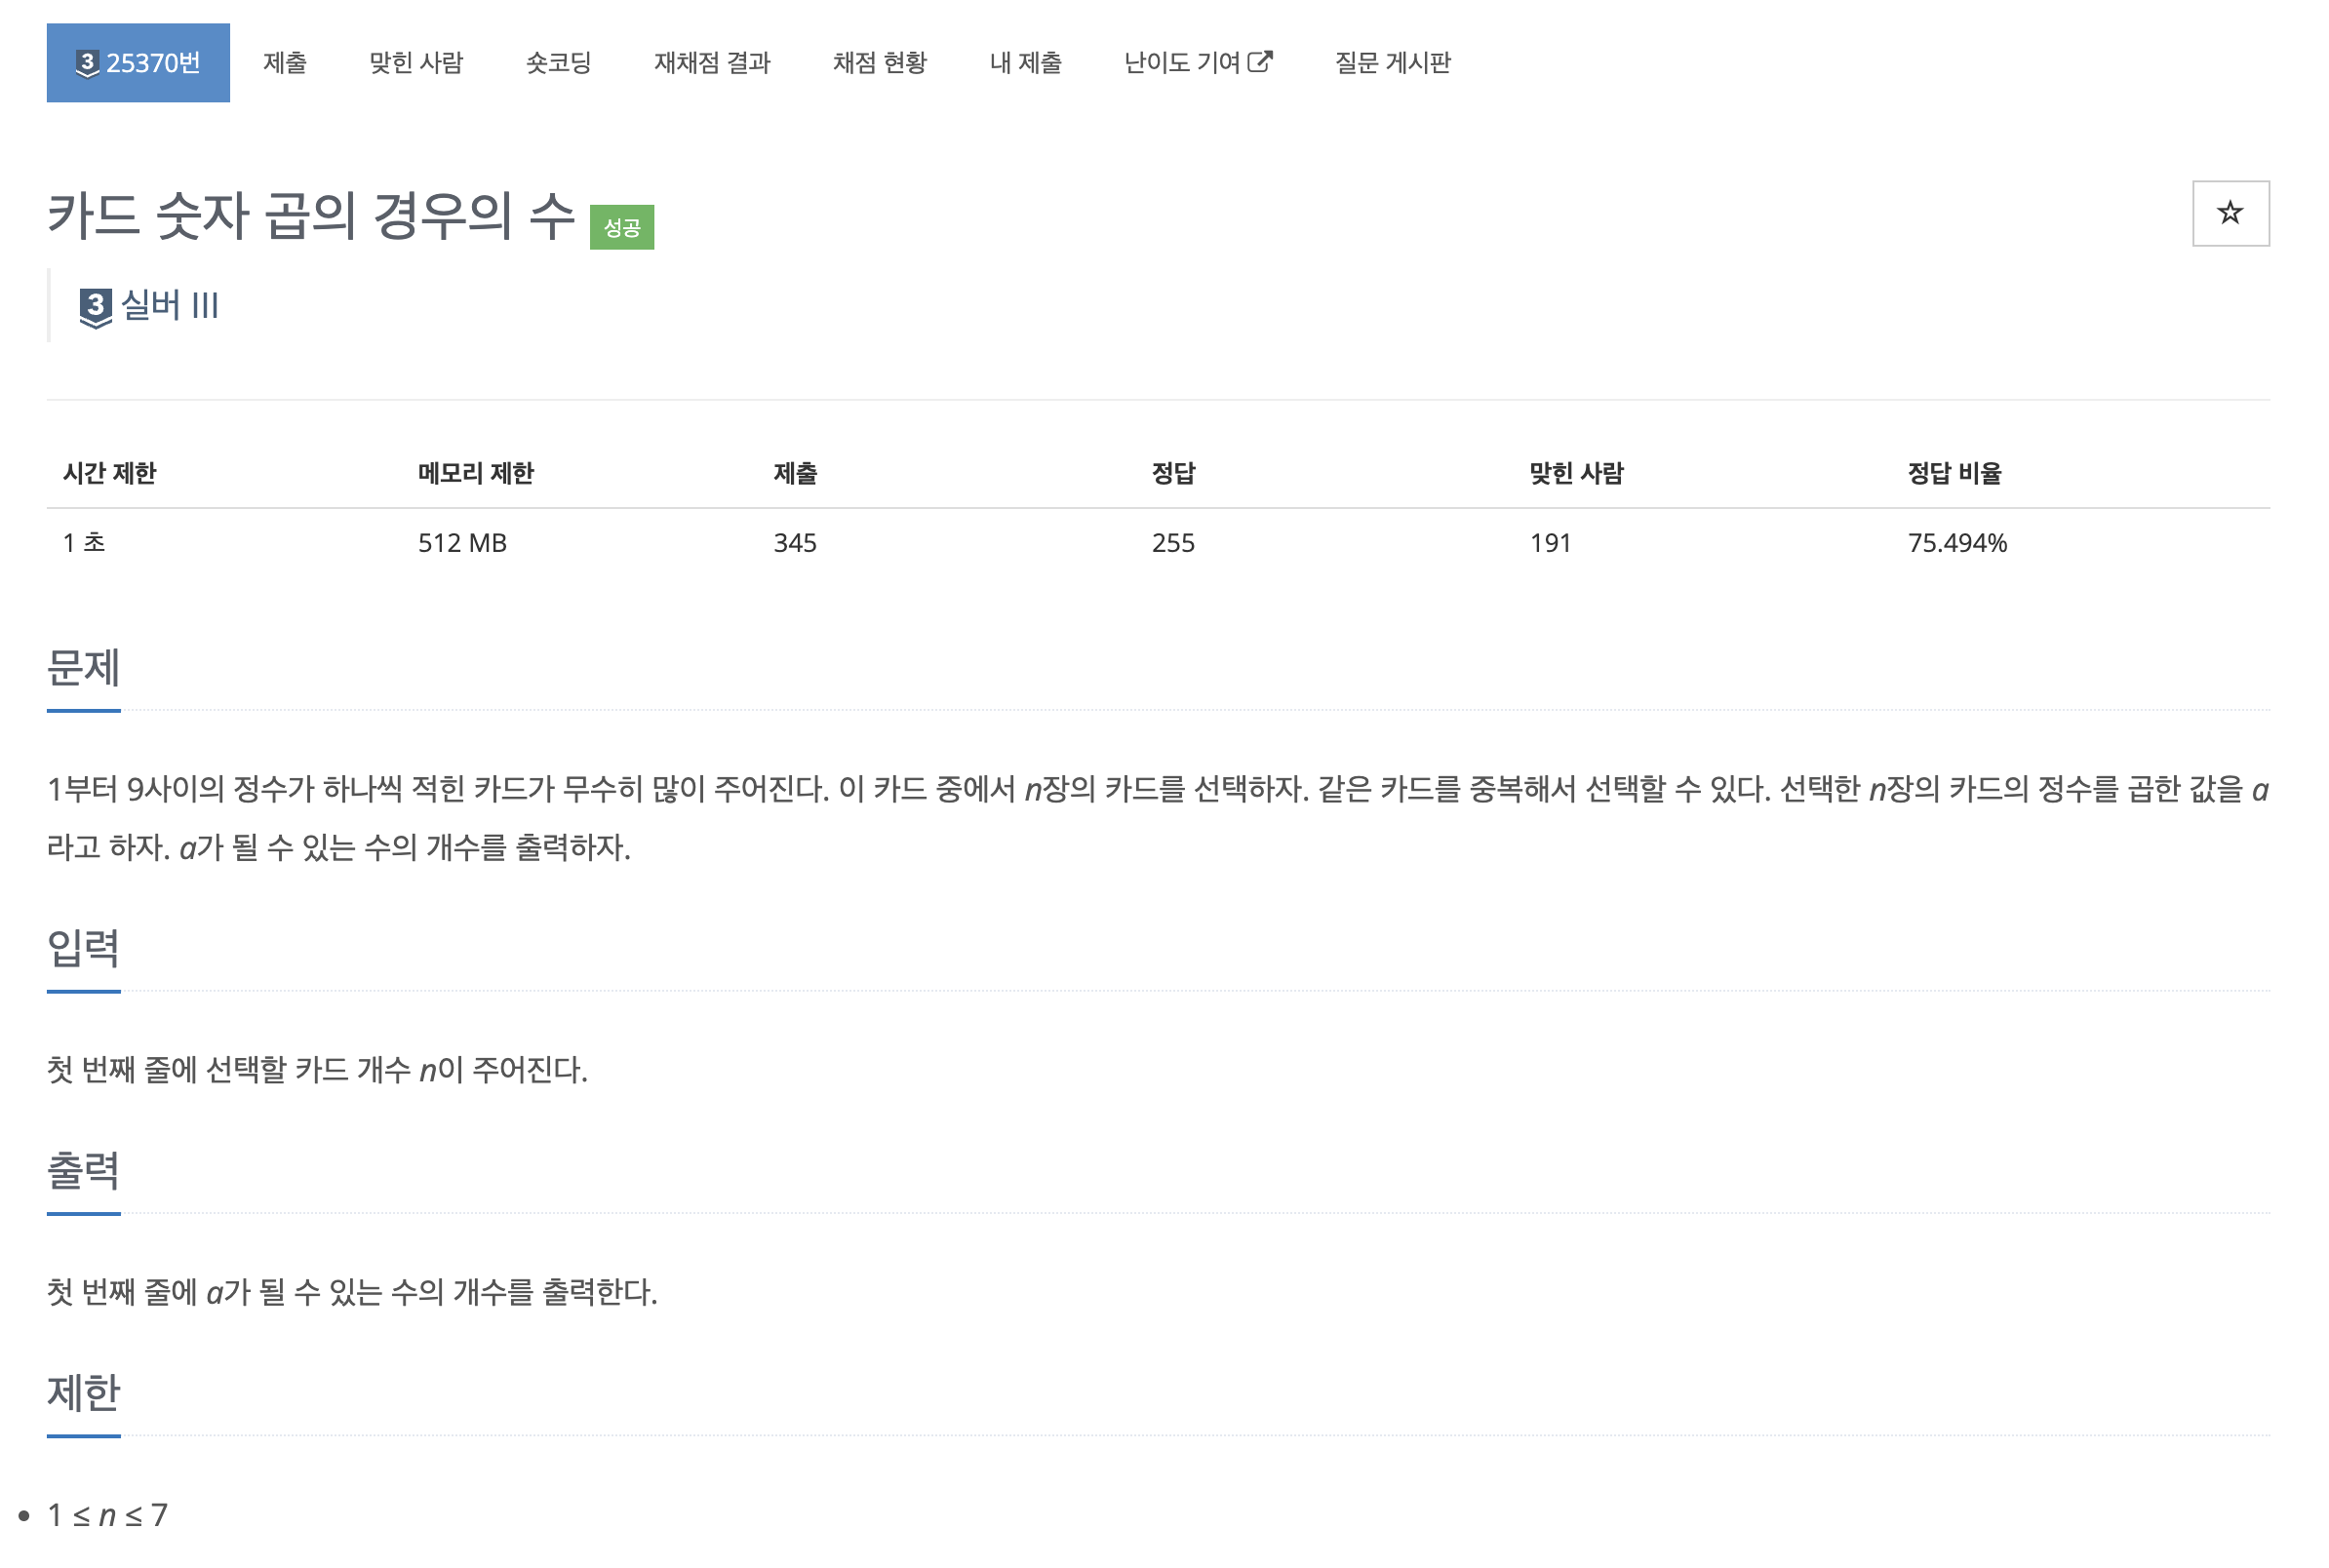 3 25370번 제출 맞힌 사람 숏코딩 재채점 결과 채점 현황 내 제출 난이도 기여 질문 게시판
카드 숫자 곱의 경우의 수 성공
3 실버 III
시간 제한 메모리 제한 제출 정답 맞힌 사람 정답 비율
1 초 512 MB 345 255 191 75.494%
문제
1부터 9사이의 정수가 하나씩 적힌 카드가 무수히 많이 주어진다. 이 카드 중에서 n장의 카드를 선택하자. 같은 카드를 중복해서 선택할 수 있다. 선택한 n장의 카드의 정수를 곱한 값을 a
라고 하자. a가 될 수 있는 수의 개수를 출력하자.
입력
첫 번째 줄에 선택할 카드 개수 n이 주어진다.
출력
첫 번째 줄에 a가 될 수 있는 수의 개수를 출력한다.
제한
• 1 ≤ n ≤ 7